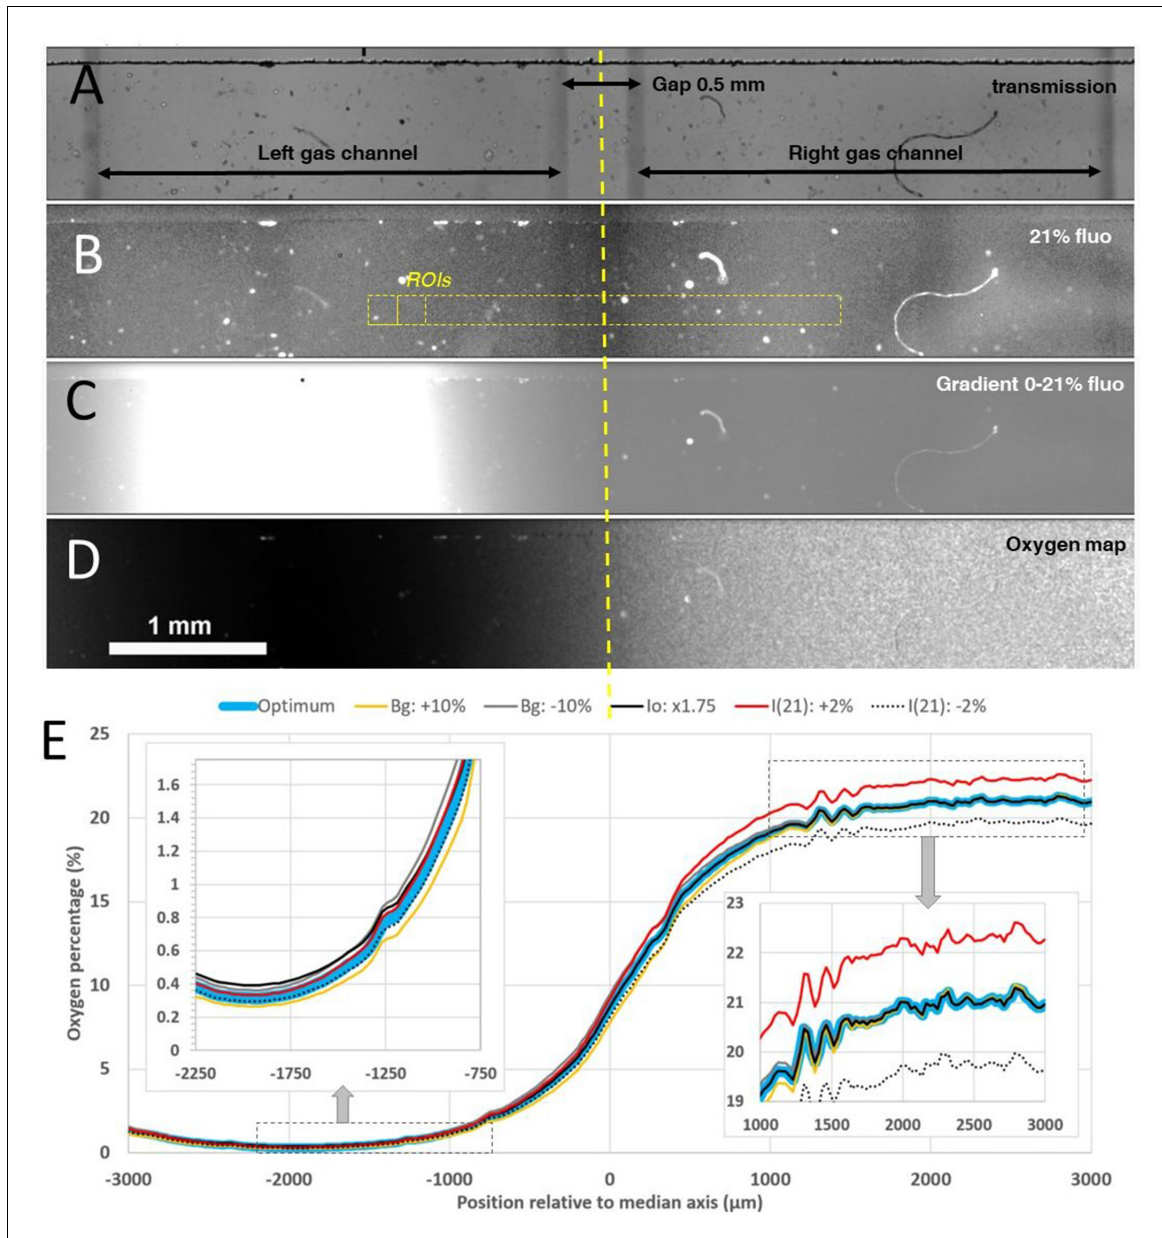 A
Gap 0.5 mm
transmission
Left gas channel
Right gas channel
B
21% fluo
ROIs
C
Gradient 0-21% fluo
D
Oxygen map
1 mm
Optimum Bg: +10% Bg: -10% Io: x1.75 I(21): +2% I(21): -2%
E
25
20
15
10
5
0
Oxygen percentage (%)
1.6
1.4
1.2
1
0.8
0.6
0.4
0.2
0
-2250 -1750 -1250 -750
23
22
21
20
19
1000 1500 2000 2500 3000
-3000 -2000 -1000 0 1000 2000 3000
Position relative to median axis (µm)